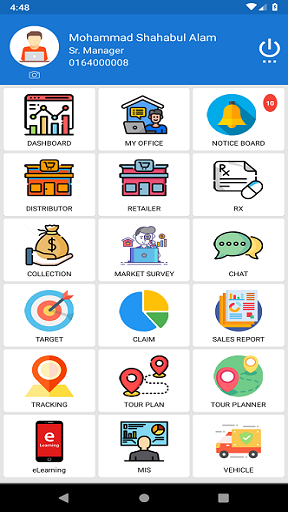 4:48
Mohammad Shahabul Alam
Sr. Manager
0164000008
10
DASHBOARD MY OFFICE NOTICE BOARD
Rx
DISTRIBUTOR RETAILER RX
$
COLLECTION MARKET SURVEY CHAT
TARGET CLAIM SALES REPORT
TRACKING TOUR PLAN TOUR PLANNER
e
Learning
eLearning MIS VEHICLE